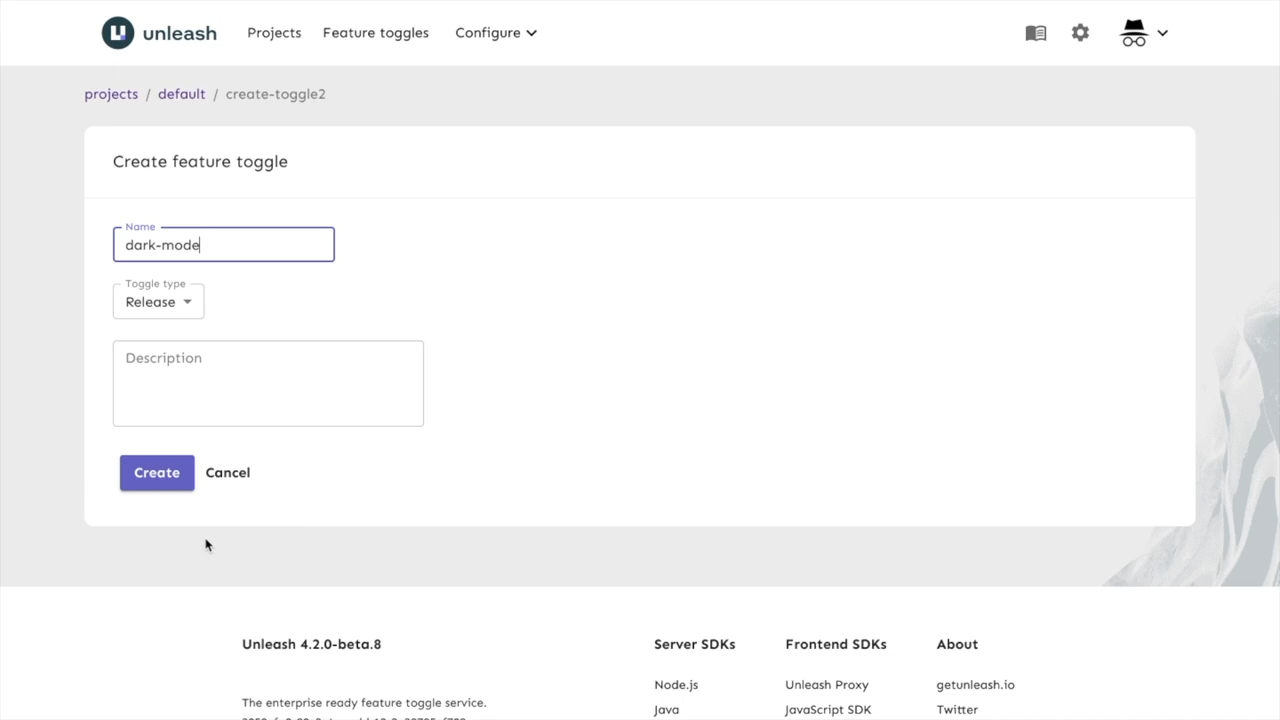 unleash Projects Feature toggles Configure
projects / default / create-toggle2
Create feature toggle
Name
dark-mode
Toggle type
Release
Description
Create Cancel
Unleash 4.2.0-beta.8 Server SDKs Frontend SDKs About
Node.js Unleash Proxy getunleash.io
The enterprise ready feature toggle service.
Java JavaScript SDK Twitter